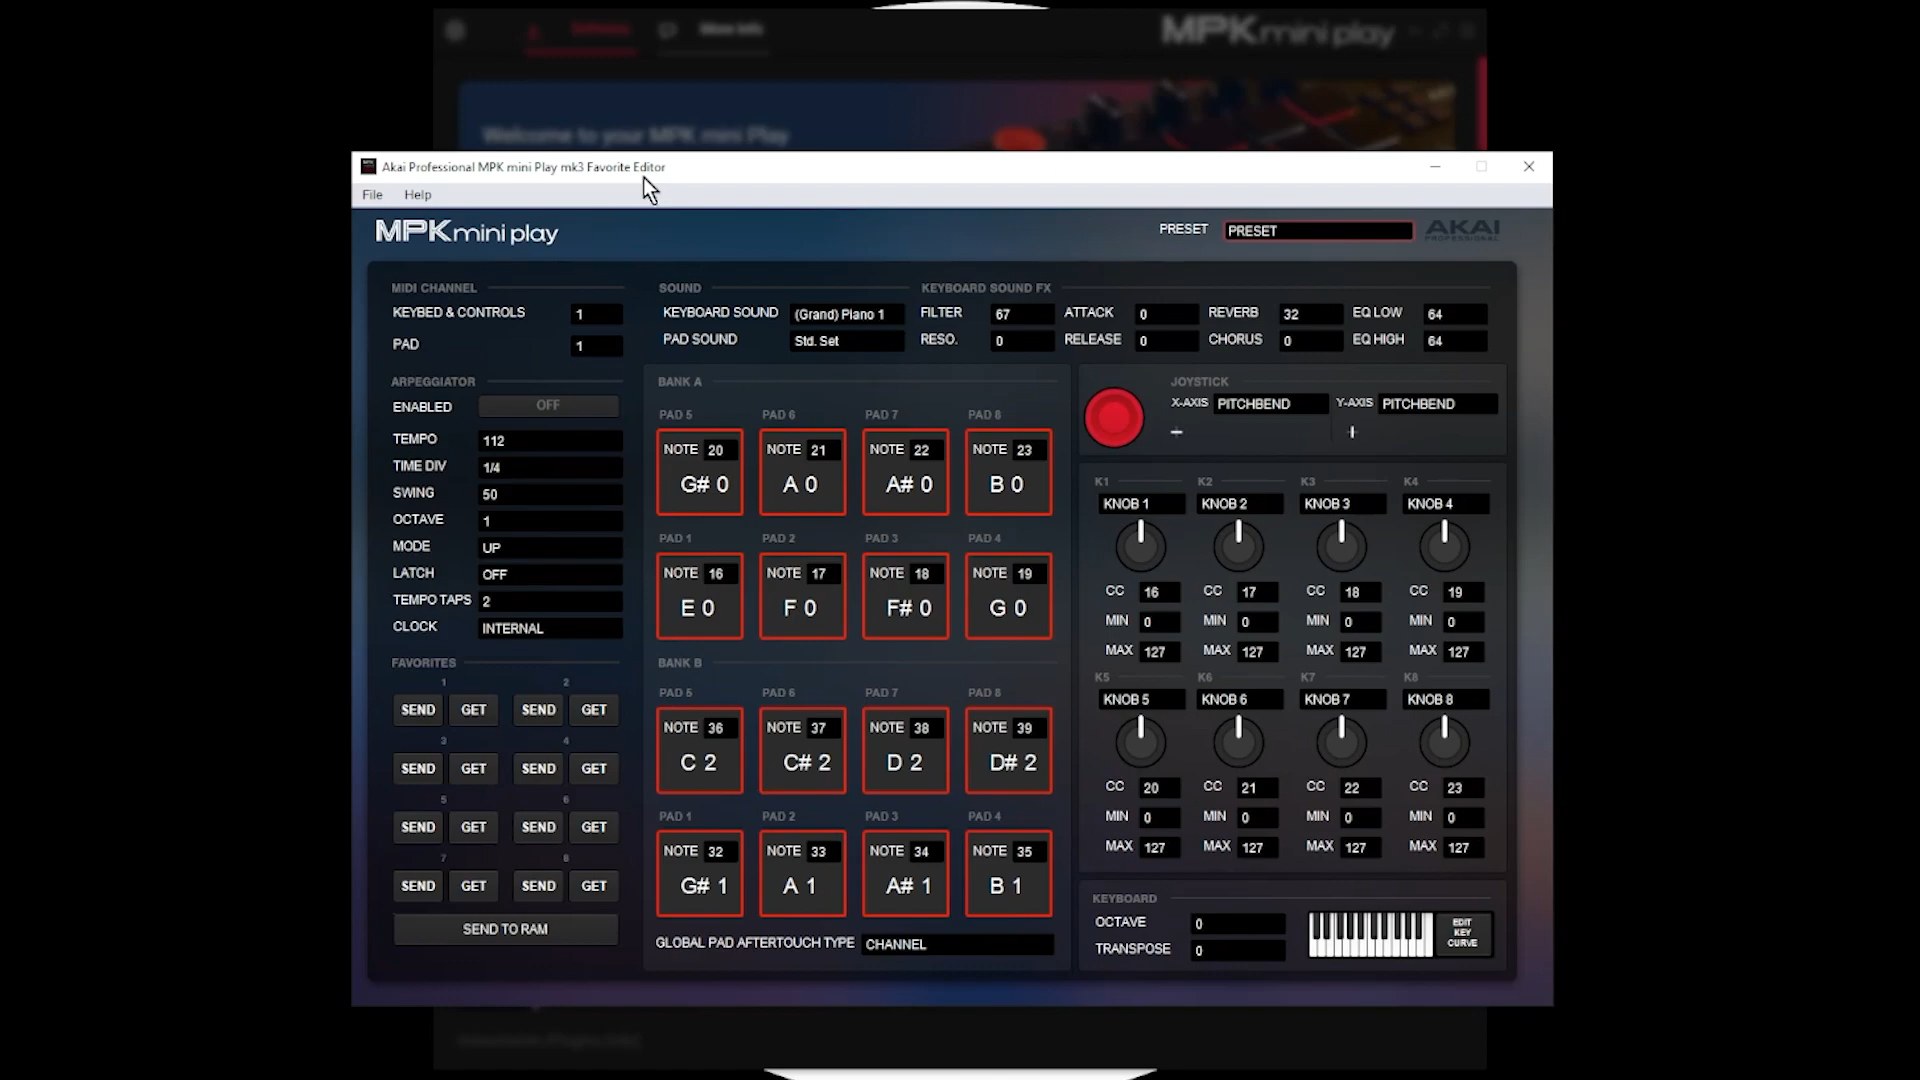 More Info
MPK mini play
Welcome to your MPK mini Play
Akai Professional MPK mini Play mk3 Favorite Editor
File Help
MPK mini play
PRESET PRESET
AKAI
PROFESSIONAL
MIDI CHANNEL
KEYBED & CONTROLS 1
PAD 1
SOUND
KEYBOARD SOUND (Grand) Piano 1
PAD SOUND Std. Set
KEYBOARD SOUND FX
FILTER 67 ATTACK 0 REVERB 32 EQ LOW 64
RESO. 0 RELEASE 0 CHORUS 0 EQ HIGH 64
ARPEGGIATOR
ENABLED OFF
TEMPO 112
TIME DIV 1/4
SWING 50
OCTAVE 1
MODE UP
LATCH OFF
TEMPO TAPS 2
CLOCK INTERNAL
FAVORITES
1 2
SEND GET SEND GET
3 4
SEND GET SEND GET
5 6
SEND GET SEND GET
7 8
SEND GET SEND GET
SEND TO RAM
BANK A
PAD 5 PAD 6 PAD 7 PAD 8
NOTE 20 NOTE 21 NOTE 22 NOTE 23
G# 0 A 0 A# 0 B 0
PAD 1 PAD 2 PAD 3 PAD 4
NOTE 16 NOTE 17 NOTE 18 NOTE 19
E 0 F 0 F# 0 G 0
BANK B
PAD 5 PAD 6 PAD 7 PAD 8
NOTE 36 NOTE 37 NOTE 38 NOTE 39
C 2 C# 2 D 2 D# 2
PAD 1 PAD 2 PAD 3 PAD 4
NOTE 32 NOTE 33 NOTE 34 NOTE 35
G# 1 A 1 A# 1 B 1
GLOBAL PAD AFTERTOUCH TYPE CHANNEL
JOYSTICK
X-AXIS PITCHBEND Y-AXIS PITCHBEND
K1 K2 K3 K4
KNOB 1 KNOB 2 KNOB 3 KNOB 4
CC 16 CC 17 CC 18 CC 19
MIN 0 MIN 0 MIN 0 MIN 0
MAX 127 MAX 127 MAX 127 MAX 127
K5 K6 K7 K8
KNOB 5 KNOB 6 KNOB 7 KNOB 8
CC 20 CC 21 CC 22 CC 23
MIN 0 MIN 0 MIN 0 MIN 0
MAX 127 MAX 127 MAX 127 MAX 127
KEYBOARD
OCTAVE 0
TRANSPOSE 0
EDIT
KEY
CURVE